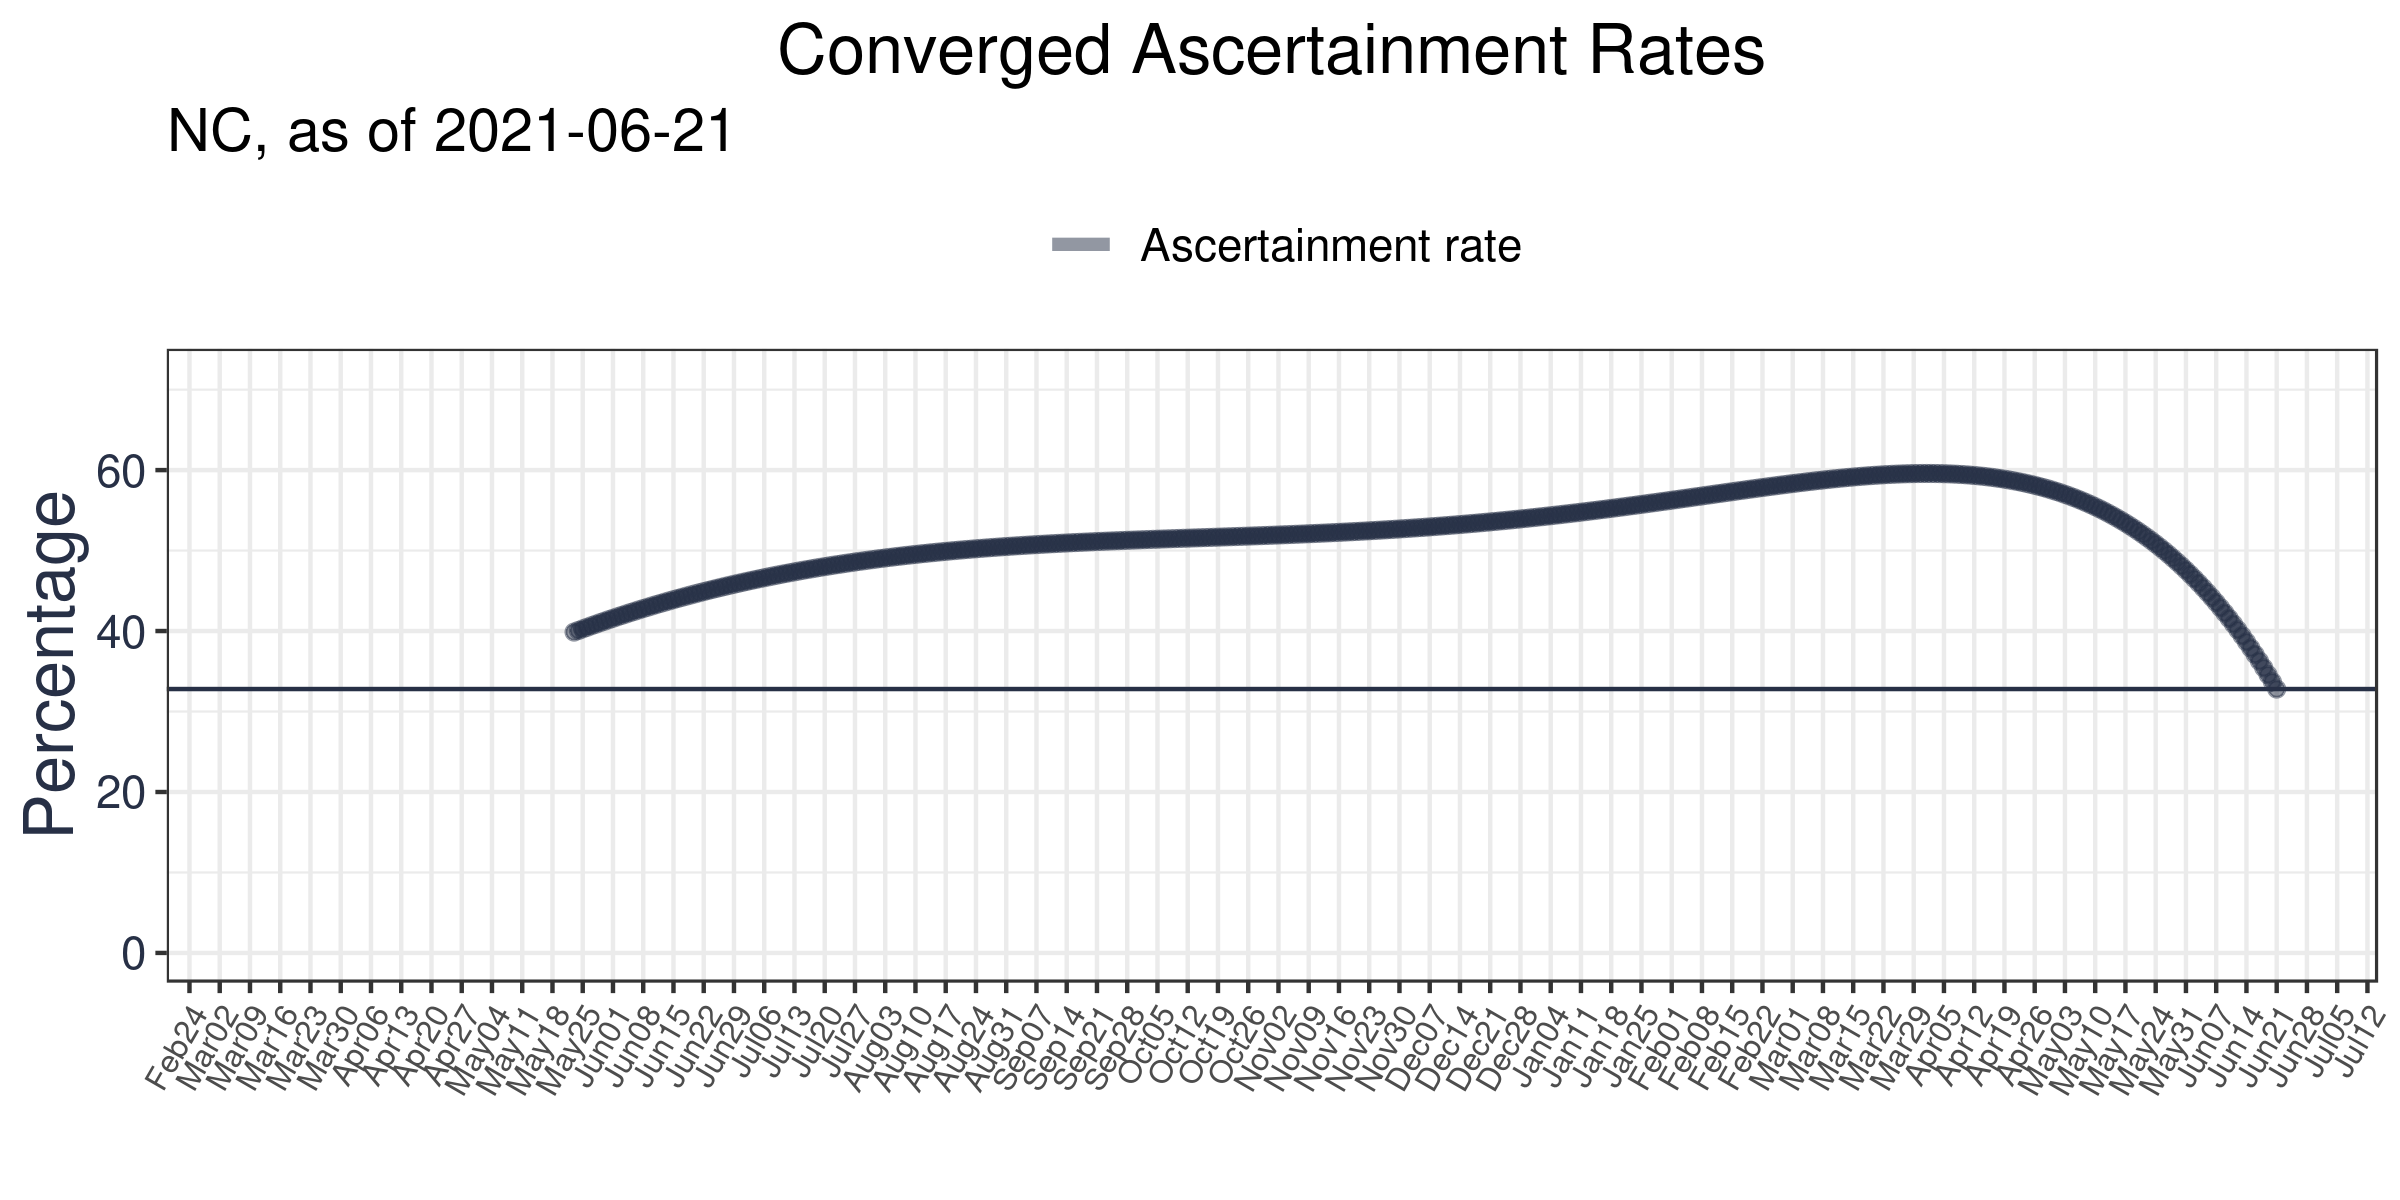 Converged Ascertainment Rates
NC, as of 2021-06-21
Ascertainment rate
Percentage
60
40
20
0
Feb24
Mar02
Mar09
Mar16
Mar23
Mar30
Apr06
Apr13
Apr20
Apr27
May04
May11
May18
May25
Jun01
Jun08
Jun15
Jun22
Jun29
Jul06
Jul13
Jul20
Jul27
Aug03
Aug10
Aug17
Aug24
Aug31
Sep07
Sep14
Sep21
Sep28
Oct05
Oct12
Oct19
Oct26
Nov02
Nov09
Nov16
Nov23
Nov30
Dec07
Dec14
Dec21
Dec28
Jan04
Jan11
Jan18
Jan25
Feb01
Feb08
Feb15
Feb22
Mar01
Mar08
Mar15
Mar22
Mar29
Apr05
Apr12
Apr19
Apr26
May03
May10
May17
May24
May31
Jun07
Jun14
Jun21
Jun28
Jul05
Jul12